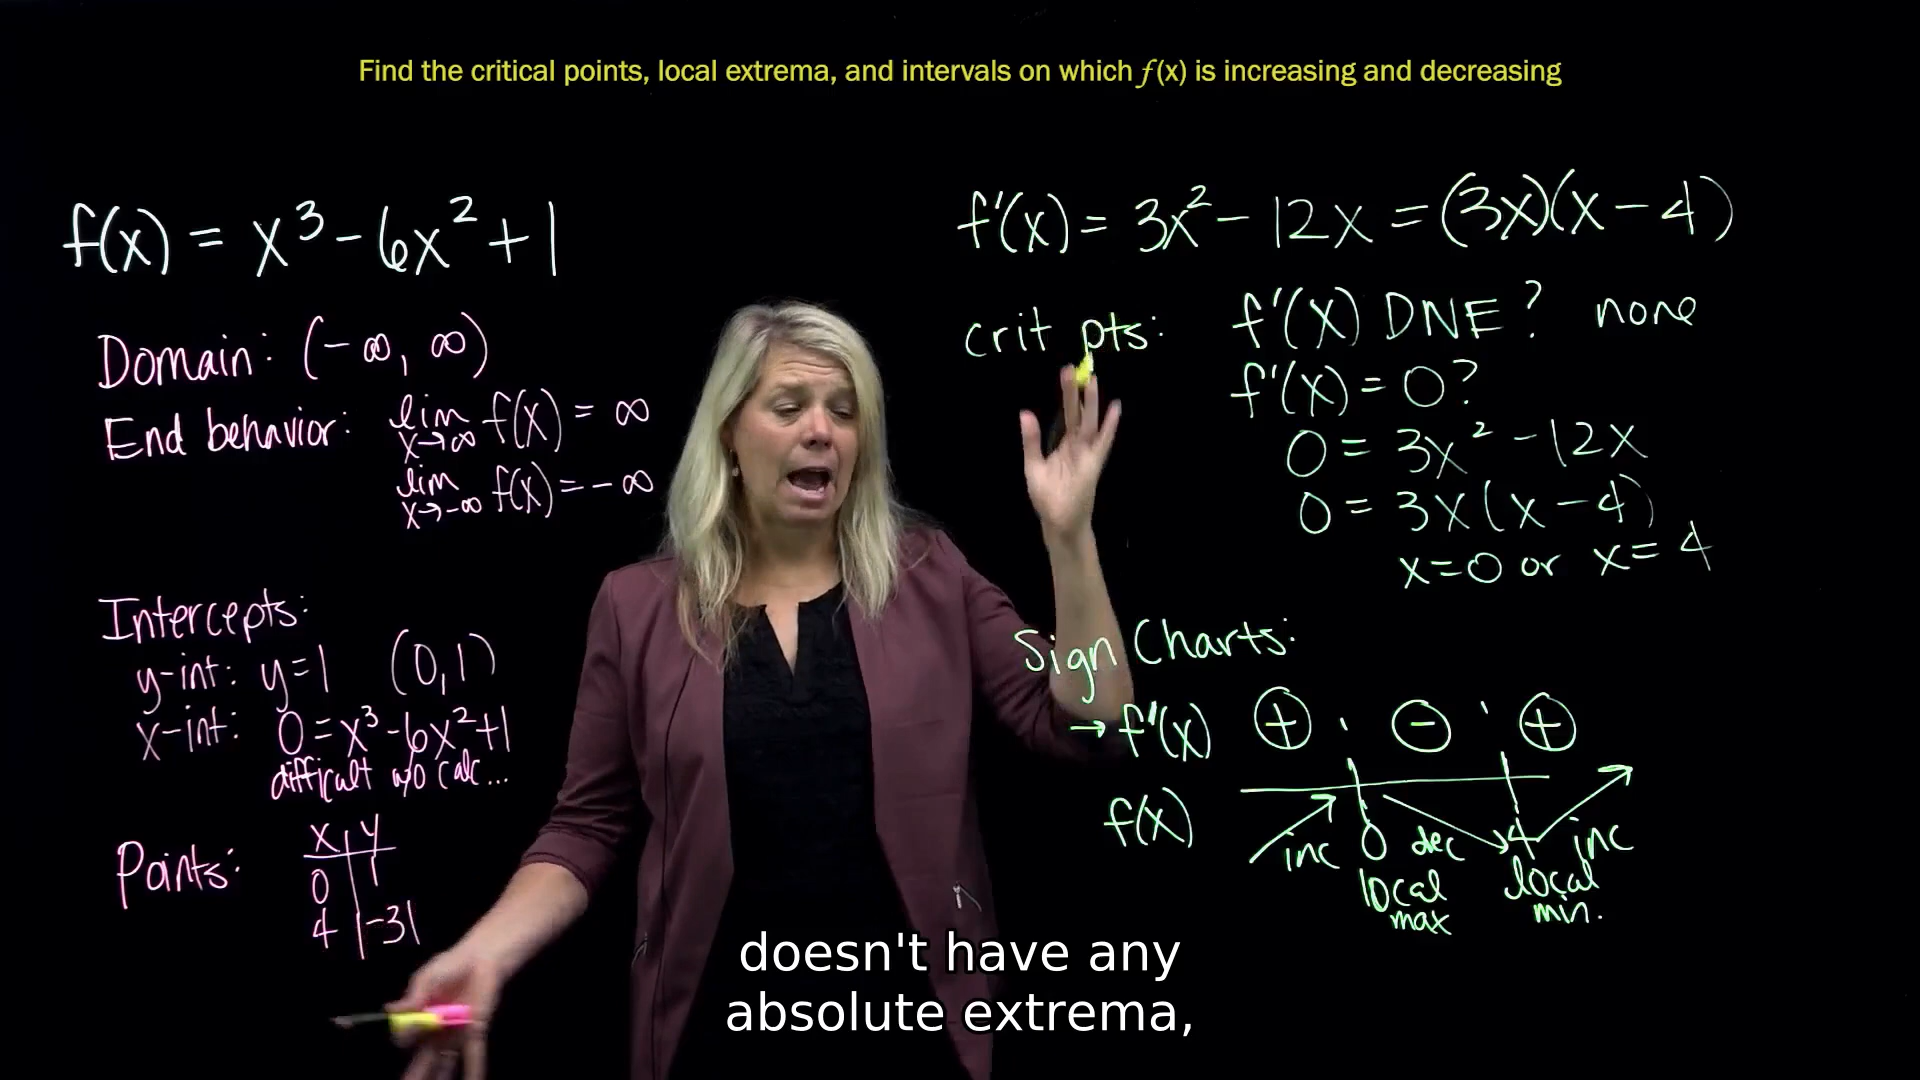 Find the critical points, local extrema, and intervals on which f(x) is increasing and decreasing
f(x) = x³ - 6x² + 1
Domain: (-∞, ∞)
End behavior: lim x→∞ f(x) = ∞
lim x→-∞ f(x) = -∞
Intercepts:
y-int: y=1 (0,1)
x-int: 0 = x³ - 6x² + 1
difficult w/o calc...
Points:
x | y
0 | 1
4 | -31
f'(x) = 3x² - 12x = (3x)(x - 4)
crit pts: f'(x) DNE? none
f'(x) = 0?
0 = 3x² - 12x
0 = 3x(x - 4)
x=0 or x=4
Sign Charts:
→ f'(x) + - +
f(x) inc 0 dec 4 inc
local max local min.
doesn't have any
absolute extrema,